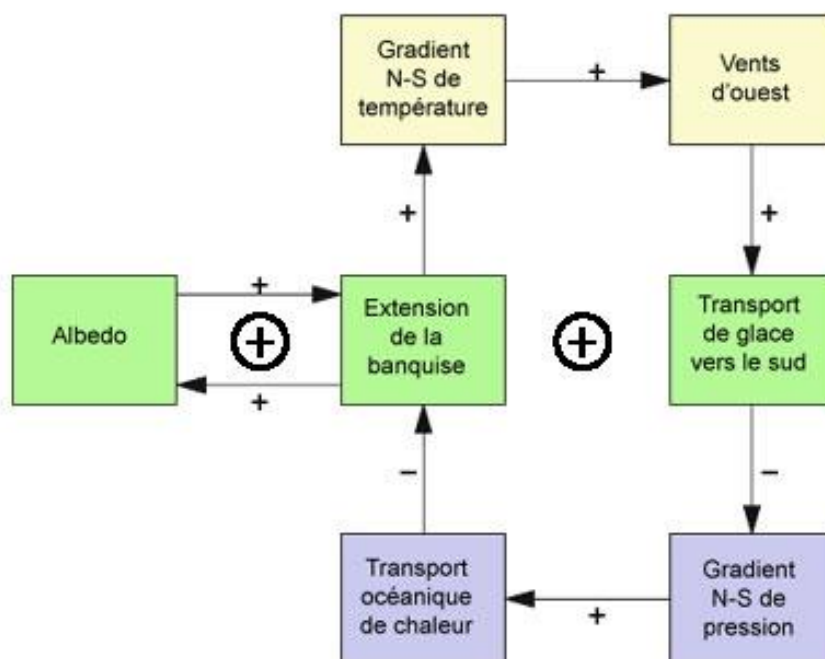 Gradient
N-S de
température
+
Vents
d'ouest
+
+
Albedo
+
+
+
Extension
de la
banquise
+
Transport
de glace
vers le sud
−
−
Transport
océanique
de chaleur
+
Gradient
N-S de
pression